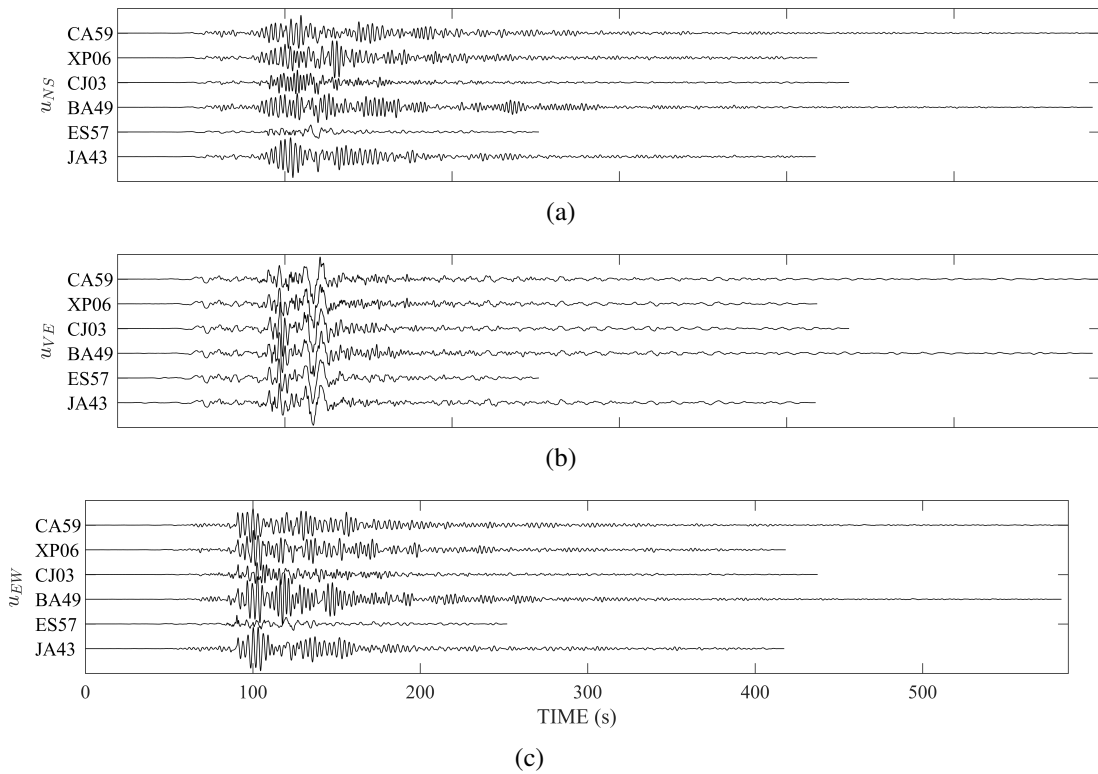 CA59
XP06
CJ03
BA49
ES57
JA43
u_NS
(a)
CA59
XP06
CJ03
BA49
ES57
JA43
u_VE
(b)
CA59
XP06
CJ03
BA49
ES57
JA43
u_EW
0 100 200 300 400 500
TIME (s)
(c)